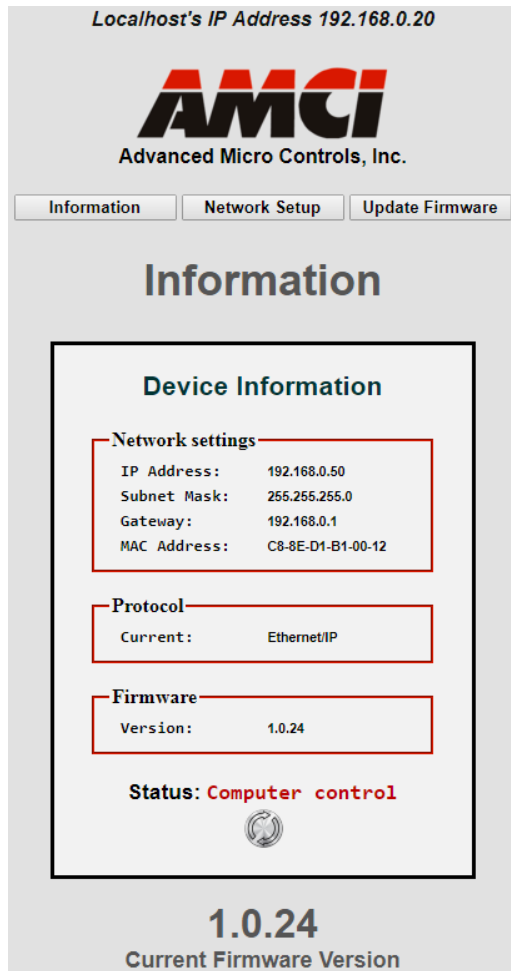 Localhost's IP Address 192.168.0.20
AMCI
Advanced Micro Controls, Inc.
Information Network Setup Update Firmware
Information
Device Information
Network settings
IP Address: 192.168.0.50
Subnet Mask: 255.255.255.0
Gateway: 192.168.0.1
MAC Address: C8-8E-D1-B1-00-12
Protocol
Current: Ethernet/IP
Firmware
Version: 1.0.24
Status: Computer control
1.0.24
Current Firmware Version